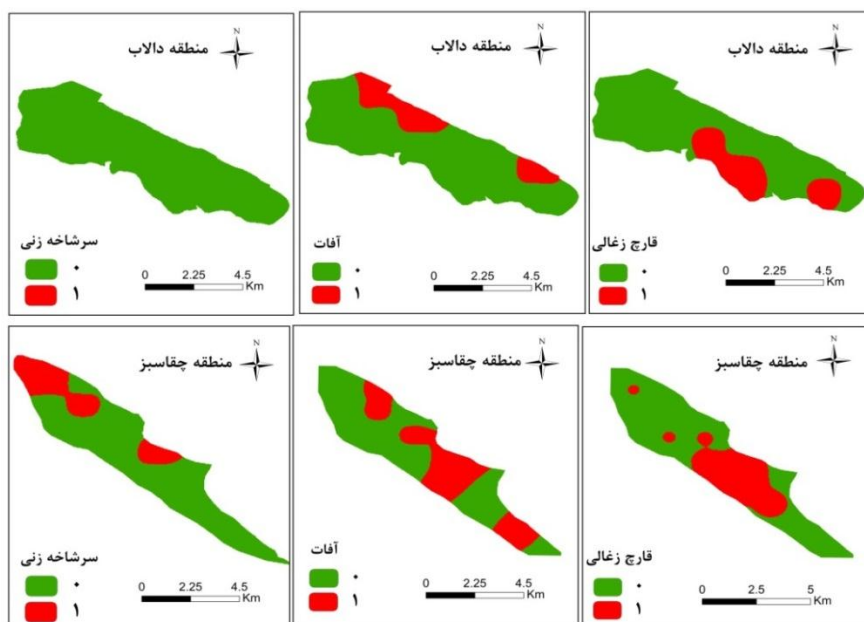 منطقه دالاب
N
سرشاخه زنی
۰
۱
0 2.25 4.5
Km
منطقه دالاب
N
آفات
۰
۱
0 2.25 4.5
Km
منطقه دالاب
N
قارچ زغالی
۰
۱
0 2.25 4.5
Km
منطقه چقاسبز
N
سرشاخه زنی
۰
۱
0 2.25 4.5
Km
منطقه چقاسبز
N
آفات
۰
۱
0 2.25 4.5
Km
منطقه چقاسبز
N
قارچ زغالی
۰
۱
0 2.5 5
Km